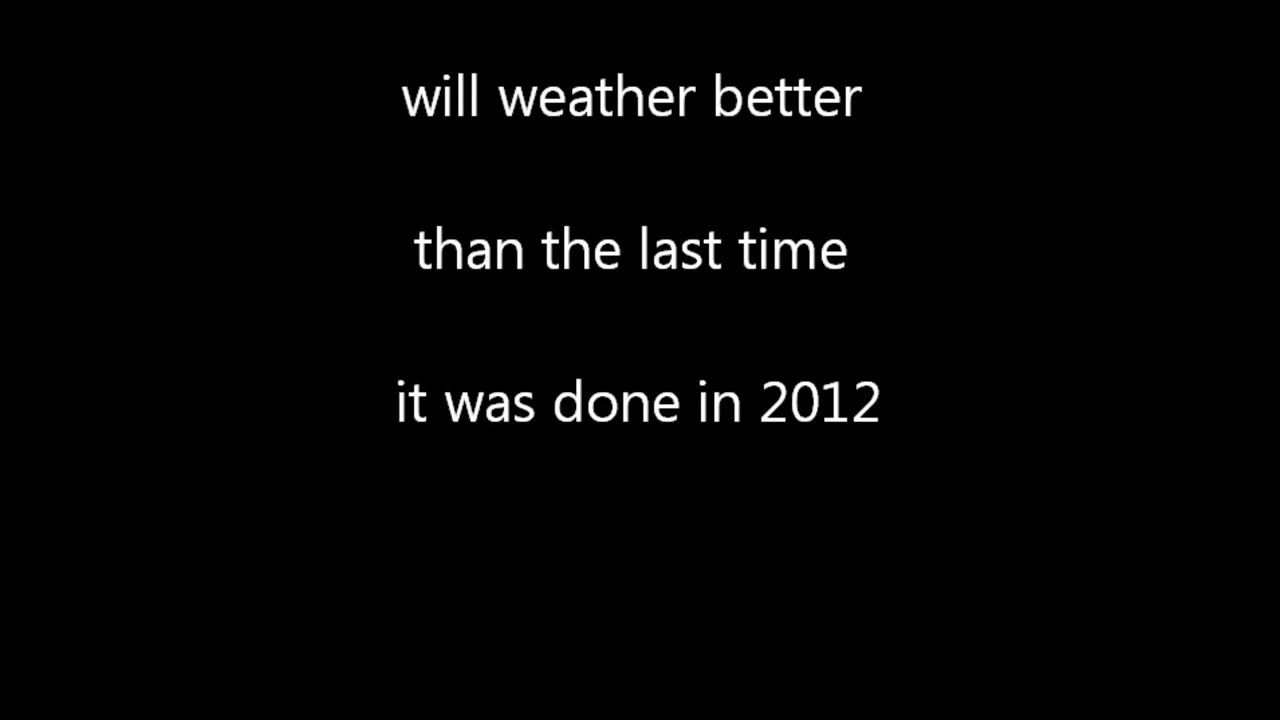 will weather better
than the last time
it was done in 2012